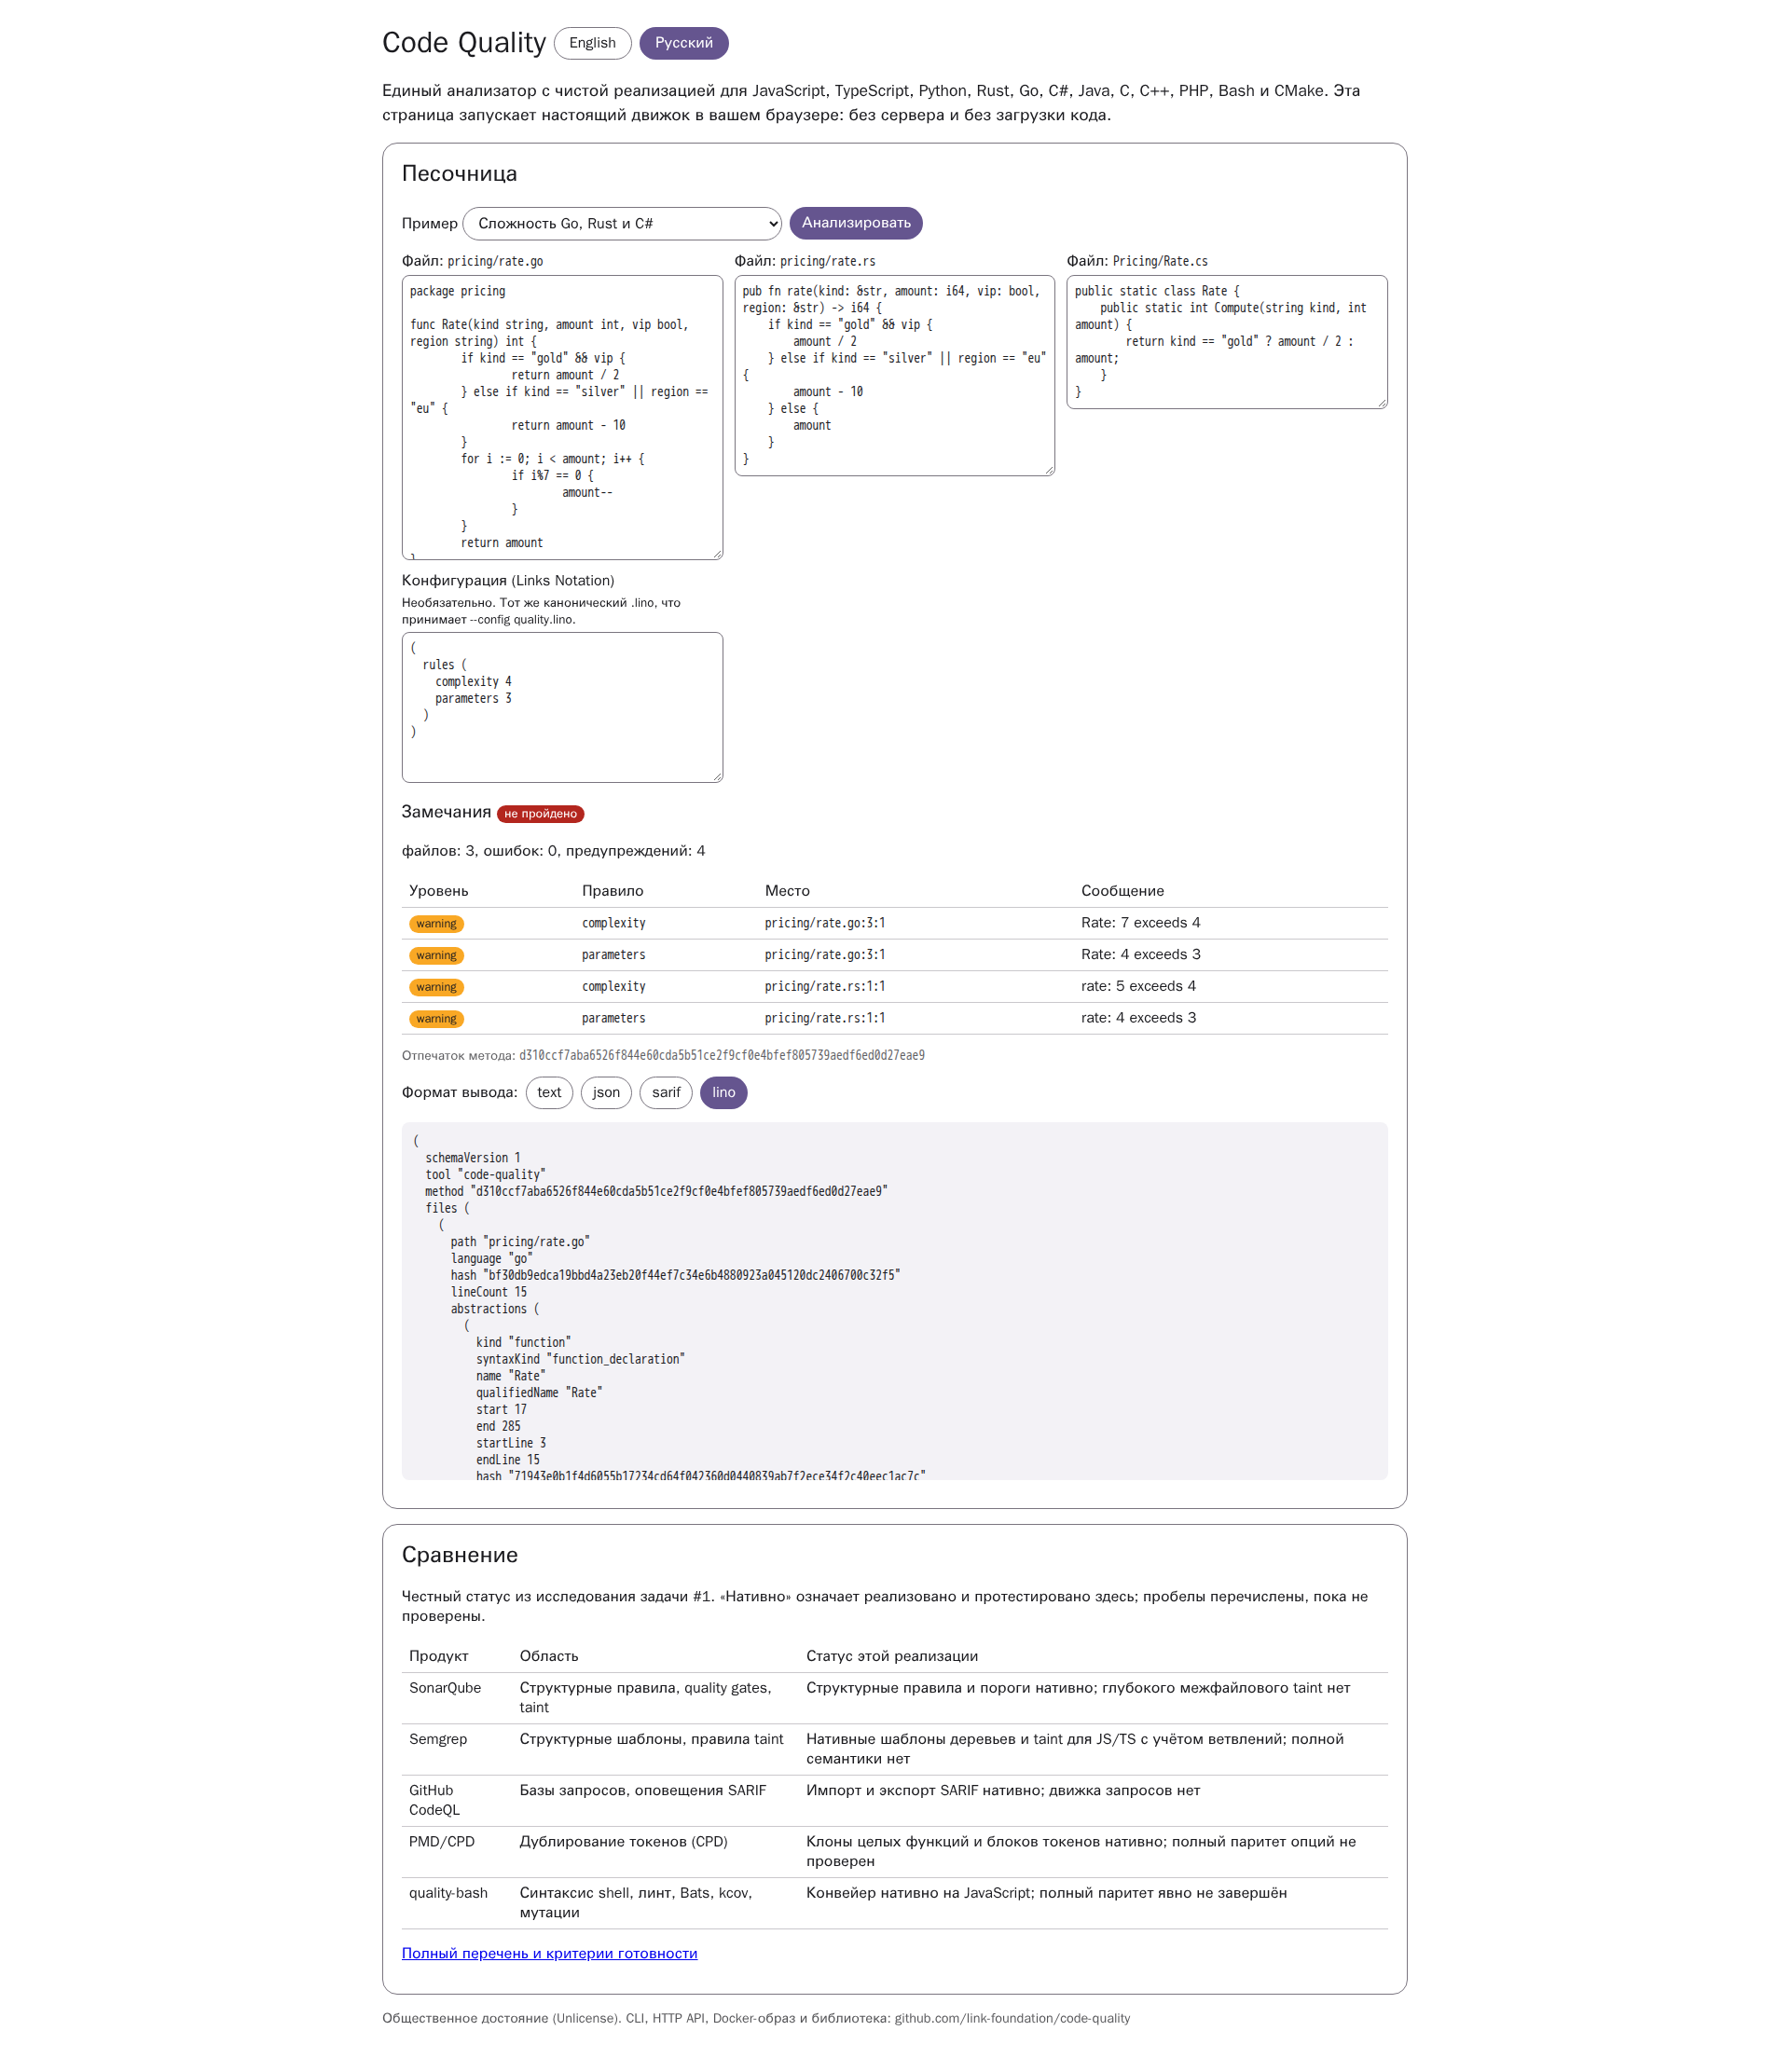 Code Quality English Русский
Единый анализатор с чистой реализацией для JavaScript, TypeScript, Python, Rust, Go, C#, Java, C, C++, PHP, Bash и CMake. Эта
страница запускает настоящий движок в вашем браузере: без сервера и без загрузки кода.
Песочница
Пример Сложность Go, Rust и C# Анализировать
Файл: pricing/rate.go
package pricing
func Rate(kind string, amount int, vip bool,
region string) int {
if kind == "gold" && vip {
return amount / 2
} else if kind == "silver" || region ==
"eu" {
return amount - 10
}
for i := 0; i < amount; i++ {
if i%7 == 0 {
amount--
}
}
return amount
}
Файл: pricing/rate.rs
pub fn rate(kind: &str, amount: i64, vip: bool,
region: &str) -> i64 {
if kind == "gold" && vip {
amount / 2
} else if kind == "silver" || region == "eu"
{
amount - 10
} else {
amount
}
}
Файл: Pricing/Rate.cs
public static class Rate {
public static int Compute(string kind, int
amount) {
return kind == "gold" ? amount / 2 :
amount;
}
}
Конфигурация (Links Notation)
Необязательно. Тот же канонический .lino, что
принимает --config quality.lino.
(
rules (
complexity 4
parameters 3
)
)
Замечания не пройдено
файлов: 3, ошибок: 0, предупреждений: 4
Уровень Правило Место Сообщение
warning complexity pricing/rate.go:3:1 Rate: 7 exceeds 4
warning parameters pricing/rate.go:3:1 Rate: 4 exceeds 3
warning complexity pricing/rate.rs:1:1 rate: 5 exceeds 4
warning parameters pricing/rate.rs:1:1 rate: 4 exceeds 3
Отпечаток метода: d310ccf7aba6526f844e60cda5b51ce2f9cf0e4bfef805739aedf6ed0d27eae9
Формат вывода: text json sarif lino
(
schemaVersion 1
tool "code-quality"
method "d310ccf7aba6526f844e60cda5b51ce2f9cf0e4bfef805739aedf6ed0d27eae9"
files (
(
path "pricing/rate.go"
language "go"
hash "bf30db9edca19bbd4a23eb20f44ef7c34e6b4880923a045120dc2406700c32f5"
lineCount 15
abstractions (
(
kind "function"
syntaxKind "function_declaration"
name "Rate"
qualifiedName "Rate"
start 17
end 285
startLine 3
endLine 15
hash "71943e0b1f4d6055b17234cd64f042360d0440839ab7f2ece34f2c40eec1ac7c"
Сравнение
Честный статус из исследования задачи #1. «Нативно» означает реализовано и протестировано здесь; пробелы перечислены, пока не
проверены.
Продукт Область Статус этой реализации
SonarQube Структурные правила, quality gates, Структурные правила и пороги нативно; глубокого межфайлового taint нет
taint
Semgrep Структурные шаблоны, правила taint Нативные шаблоны деревьев и taint для JS/TS с учётом ветвлений; полной
семантики нет
GitHub Базы запросов, оповещения SARIF Импорт и экспорт SARIF нативно; движка запросов нет
CodeQL
PMD/CPD Дублирование токенов (CPD) Клоны целых функций и блоков токенов нативно; полный паритет опций не
проверен
quality-bash Синтаксис shell, линт, Bats, kcov, Конвейер нативно на JavaScript; полный паритет явно не завершён
мутации
Полный перечень и критерии готовности
Общественное достояние (Unlicense). CLI, HTTP API, Docker-образ и библиотека: github.com/link-foundation/code-quality